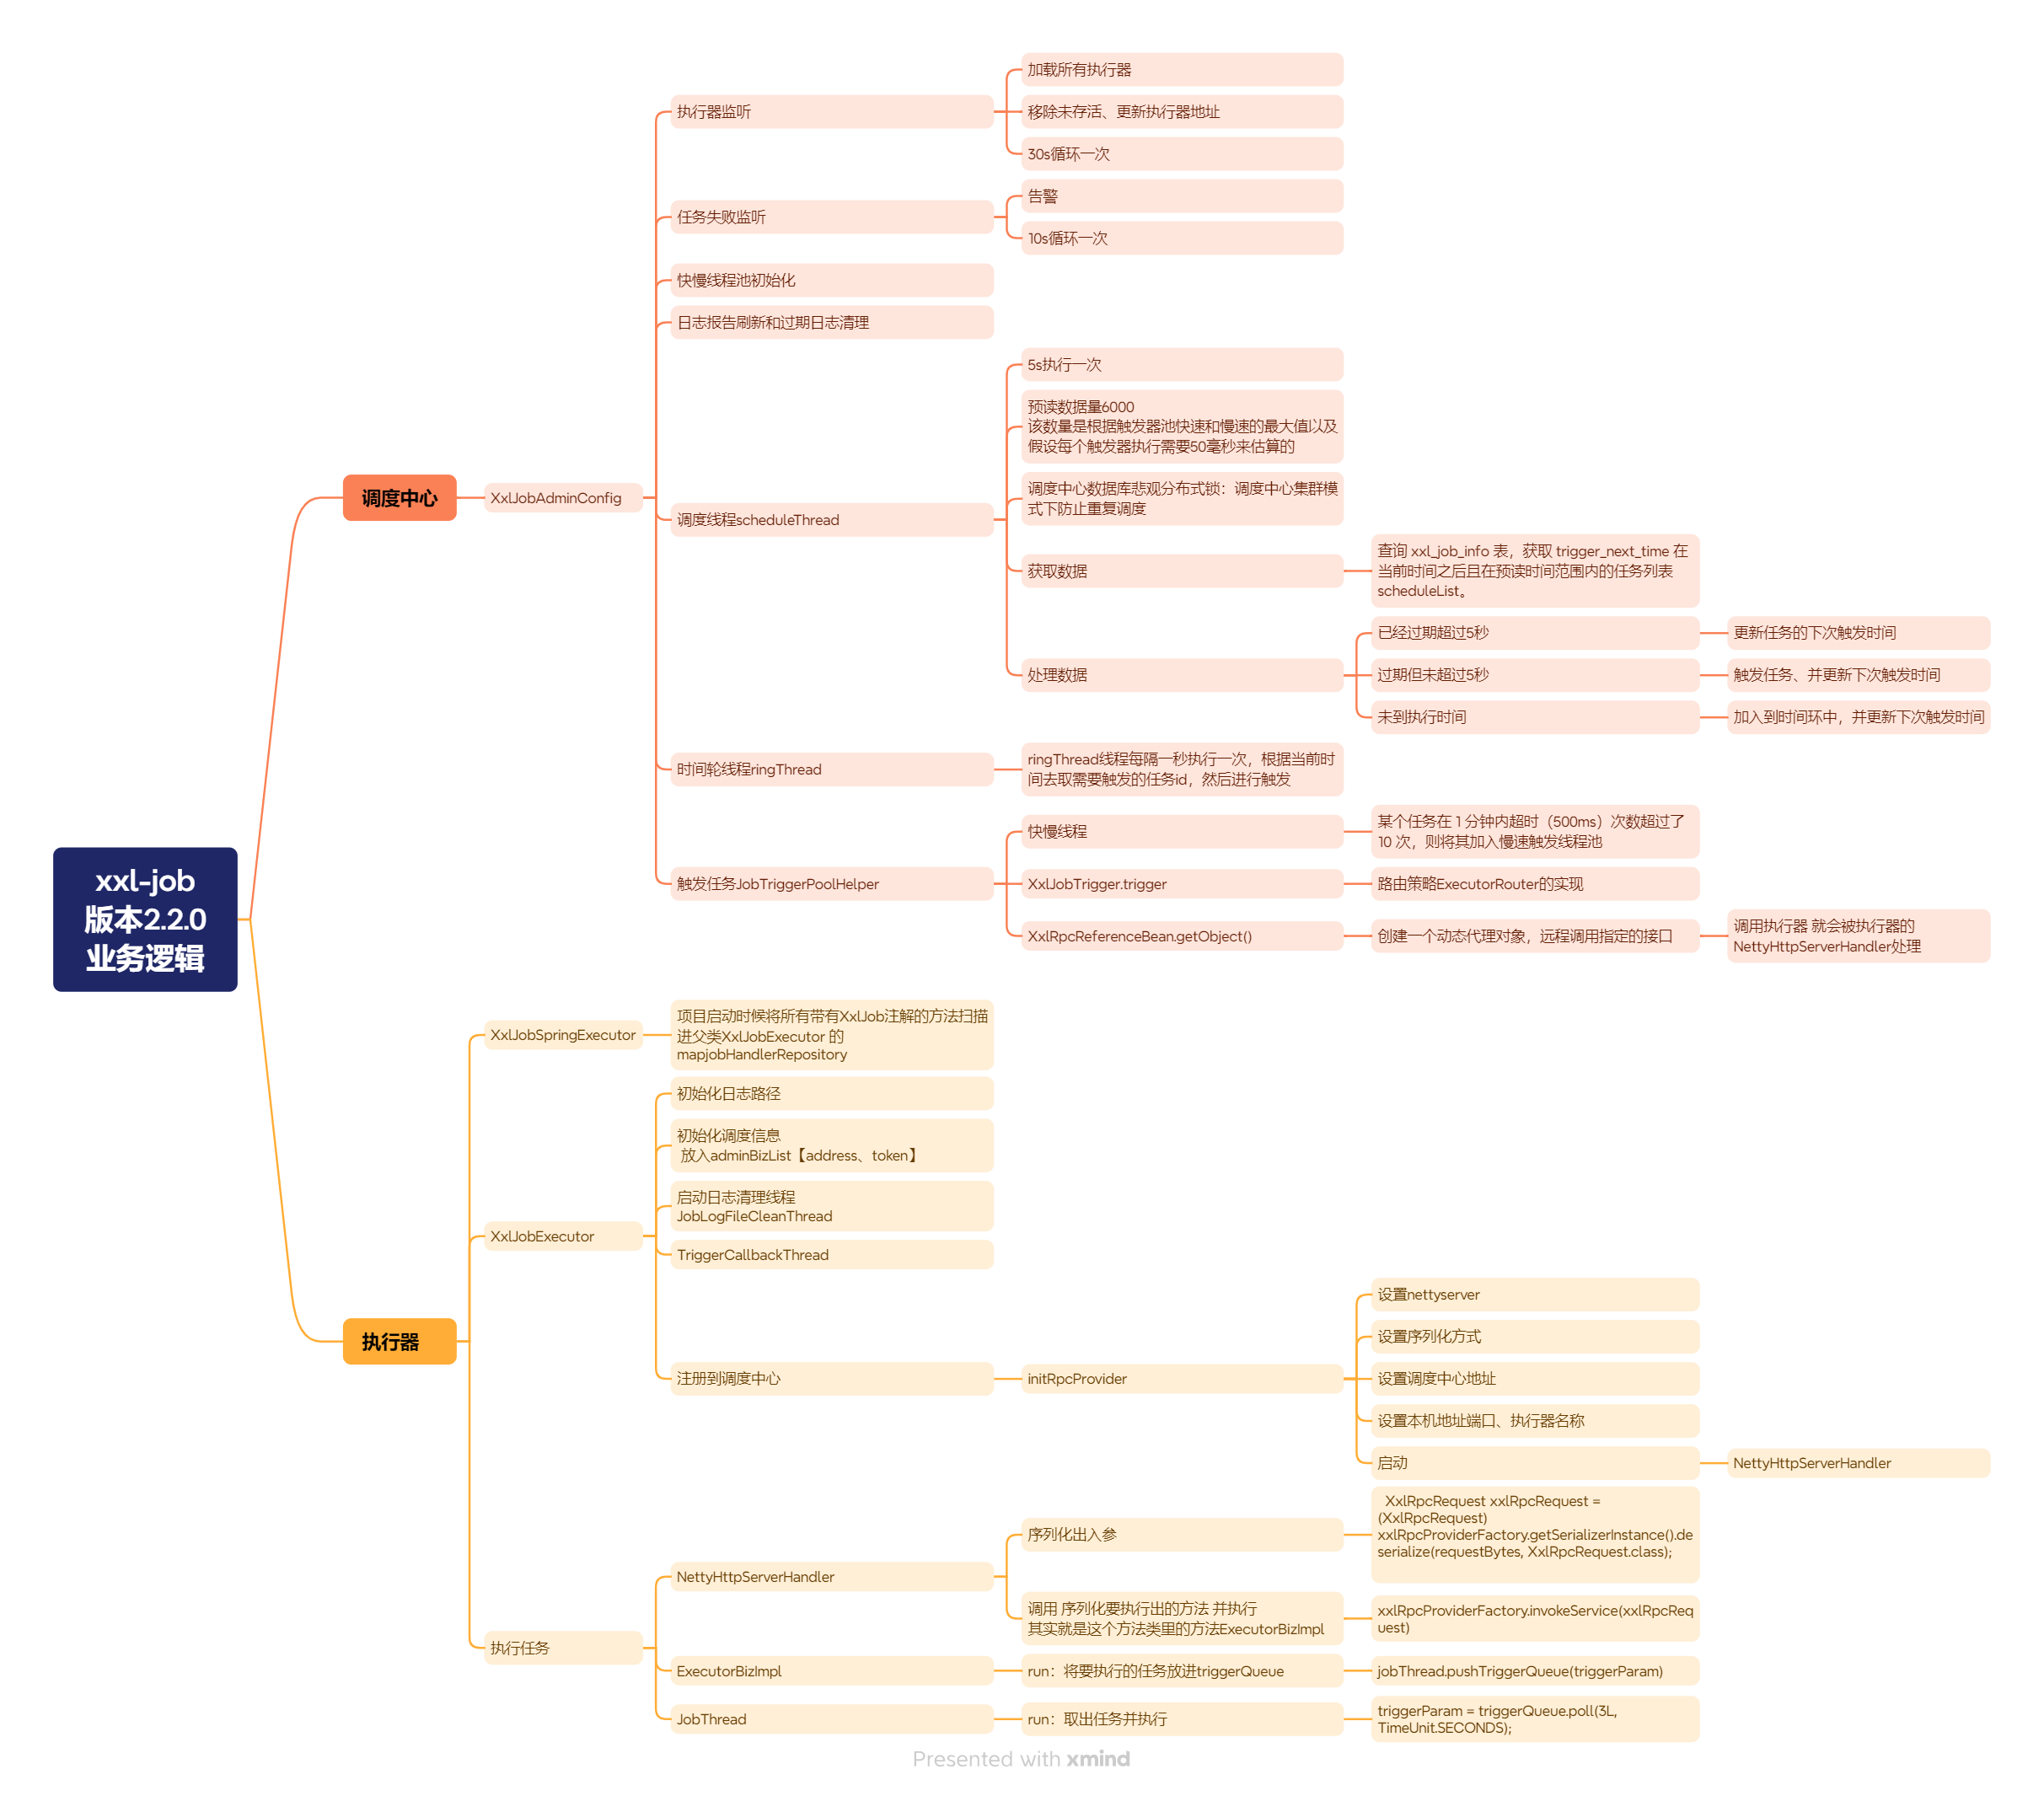 xxl-job
版本2.2.0
业务逻辑
调度中心
XxlJobAdminConfig
执行器监听
加载所有执行器
移除未存活、更新执行器地址
30s循环一次
任务失败监听
告警
10s循环一次
快慢线程池初始化
日志报告刷新和过期日志清理
调度线程scheduleThread
5s执行一次
预读数据量6000
该数量是根据触发器池快速和慢速的最大值以及
假设每个触发器执行需要50毫秒来估算的
调度中心数据库悲观分布式锁：调度中心集群模
式下防止重复调度
获取数据
查询 xxl_job_info 表，获取 trigger_next_time 在
当前时间之后且在预读时间范围内的任务列表
scheduleList。
处理数据
已经过期超过5秒
更新任务的下次触发时间
过期但未超过5秒
触发任务、并更新下次触发时间
未到执行时间
加入到时间环中，并更新下次触发时间
时间轮线程ringThread
ringThread线程每隔一秒执行一次，根据当前时
间去取需要触发的任务id，然后进行触发
触发任务JobTriggerPoolHelper
快慢线程
某个任务在 1 分钟内超时（500ms）次数超过了
10 次，则将其加入慢速触发线程池
XxlJobTrigger.trigger
路由策略ExecutorRouter的实现
XxlRpcReferenceBean.getObject()
创建一个动态代理对象，远程调用指定的接口
调用执行器 就会被执行器的
NettyHttpServerHandler处理
执行器
XxlJobSpringExecutor
项目启动时候将所有带有XxlJob注解的方法扫描
进父类XxlJobExecutor 的
mapjobHandlerRepository
XxlJobExecutor
初始化日志路径
初始化调度信息
放入adminBizList【address、token】
启动日志清理线程
JobLogFileCleanThread
TriggerCallbackThread
注册到调度中心
initRpcProvider
设置nettyserver
设置序列化方式
设置调度中心地址
设置本机地址端口、执行器名称
启动
NettyHttpServerHandler
执行任务
NettyHttpServerHandler
序列化出入参
XxlRpcRequest xxlRpcRequest =
(XxlRpcRequest)
xxlRpcProviderFactory.getSerializerInstance().de
serialize(requestBytes, XxlRpcRequest.class);
调用 序列化要执行出的方法 并执行
其实就是这个方法类里的方法ExecutorBizImpl
xxlRpcProviderFactory.invokeService(xxlRpcReq
uest)
ExecutorBizImpl
run：将要执行的任务放进triggerQueue
jobThread.pushTriggerQueue(triggerParam)
JobThread
run：取出任务并执行
triggerParam = triggerQueue.poll(3L,
TimeUnit.SECONDS);
Presented with xmind